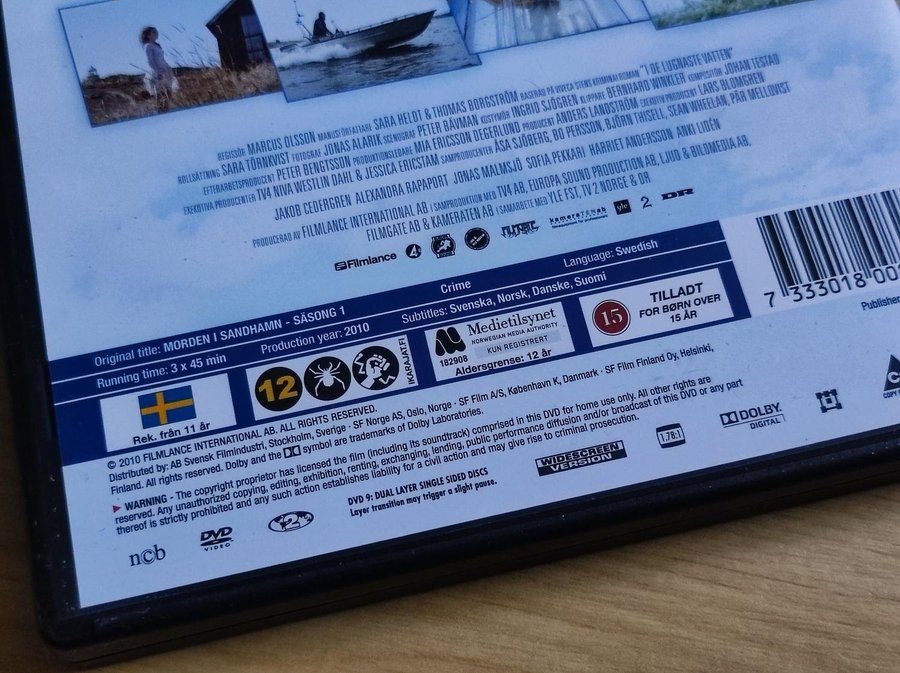 REGISSÖR MARCUS OLSSON MANUSFÖRFATTARE SARA HELDT & THOMAS BORGSTRÖM BASERAD PÅ VIVECA STENS KRIMINALROMAN "I DE LUGNASTE VATTEN"
ROLLSÄTTNING SARA TÖRNKVIST FOTOGRAF JONAS ALARIK SCENOGRAF PETER BÄVMAN KOSTYMÖR INGRID SJÖGREN KLIPPARE BERNHARD WINKLER KOMPOSITÖR JOHAN TESTAD
EFTERARBETSPRODUCENT PETER BENGTSSON PRODUKTIONSLEDARE MIA ERICSSON DEGERLUND PRODUCENT ANDERS LANDSTRÖM EXEKUTIV PRODUCENT LARS BLOMGREN
EXEKUTIVA PRODUCENTER TV4 NIVA WESTLIN DAHL & JESSICA ERICSTAM SAMPRODUCENTER ÅSA SJÖBERG, BO PERSSON, BJÖRN THISELL, SEAN WHEELAN, PÅR MELLQVIST
JAKOB CEDERGREN ALEXANDRA RAPAPORT JONAS MALMSJÖ SOFIA PEKKARI HARRIET ANDERSSON ANKI LIDÉN
PRODUCERAD AV FILMLANCE INTERNATIONAL AB I SAMPRODUKTION MED TV4 AB, EUROPA SOUND PRODUCTION AB, LJUD & BILDMEDIA AB,
FILMGATE AB & KAMERATEN AB I SAMARBETE MED YLE FST, TV 2 NORGE & DR
Filmlance 4 kameraTENab yle 2 DR
Original title: MORDEN I SANDHAMN - SÄSONG 1 Crime Language: Swedish
Running time: 3 x 45 min Production year: 2010 Subtitles: Svenska, Norsk, Danske, Suomi
7 333018 00
Publisher
Rek. från 11 år
12
IKARAJAT.FI
182908
Medietilsynet
NORWEGIAN MEDIA AUTHORITY
KUN REGISTRERT
Aldersgrense: 12 år
15
TILLADT
FOR BØRN OVER
15 ÅR
© 2010 FILMLANCE INTERNATIONAL AB. ALL RIGHTS RESERVED.
Distributed by: AB Svensk Filmindustri, Stockholm, Sverige · SF Norge AS, Oslo, Norge · SF Film A/S, København K, Danmark · SF Film Finland Oy, Helsinki,
Finland. All rights reserved. Dolby and the symbol are trademarks of Dolby Laboratories.
WARNING - The copyright proprietor has licensed the film (including its soundtrack) comprised in this DVD for home use only. All other rights are
reserved. Any unauthorized copying, editing, exhibition, renting, exchanging, lending, public performance diffusion and/or broadcast of this DVD or any part
thereof is strictly prohibited and any such action establishes liability for a civil action and may give rise to criminal prosecution.
ncb
DVD
VIDEO
2
DVD 9: DUAL LAYER SINGLE SIDED DISCS
Layer transition may trigger a slight pause.
WIDESCREEN
VERSION
1.78:1
DOLBY
DIGITAL
COPY